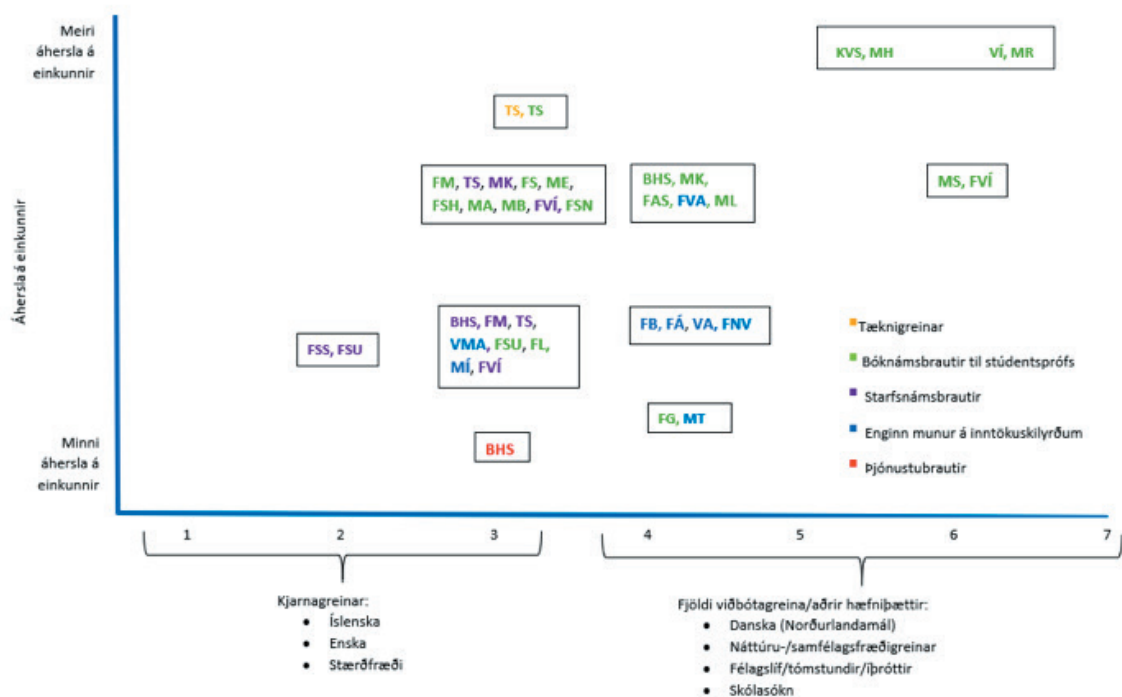 Meiri
áhersla á
einkunnir
KVS, MH VÍ, MR
TS, TS
FM, TS, MK, FS, ME,
FSH, MA, MB, FVÍ, FSN
BHS, MK,
FAS, FVA, ML
MS, FVÍ
Áhersla á einkunnir
BHS, FM, TS,
VMA, FSU, FL,
MÍ, FVÍ
FB, FÁ, VA, FNV
FSS, FSU
FG, MT
BHS
Minni
áhersla á
einkunnir
Tæknigreinar
Bóknámsbrautir til stúdentsprófs
Starfsnámsbrautir
Enginn munur á inntökuskilyrðum
Þjónustubrautir
1 2 3 4 5 6 7
Kjarnagreinar:
• Íslenska
• Enska
• Stærðfræði
Fjöldi viðbótagreina/aðrir hæfniþættir:
• Danska (Norðurlandamál)
• Náttúru-/samfélagsfræðigreinar
• Félagslíf/tómstundir/íþróttir
• Skólasókn